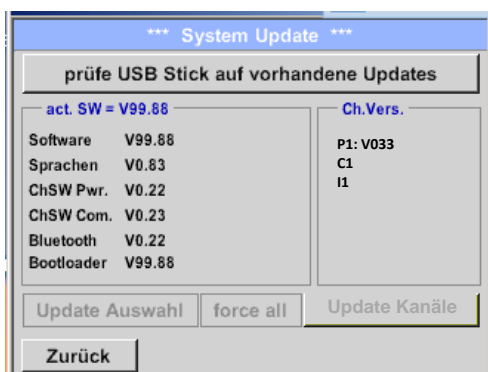 *** System Update ***
prüfe USB Stick auf vorhandene Updates
act. SW = V99.88
Software V99.88
Sprachen V0.83
ChSW Pwr. V0.22
ChSW Com. V0.23
Bluetooth V0.22
Bootloader V99.88
Ch.Vers.
P1: V033
C1
I1
Update Auswahl force all Update Kanäle
Zurück